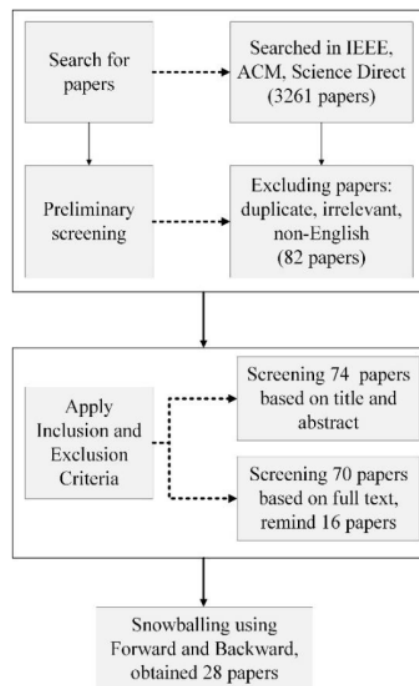 Search for
papers
Searched in IEEE,
ACM, Science Direct
(3261 papers)
Preliminary
screening
Excluding papers:
duplicate, irrelevant,
non-English
(82 papers)
Apply
Inclusion and
Exclusion
Criteria
Screening 74 papers
based on title and
abstract
Screening 70 papers
based on full text,
remind 16 papers
Snowballing using
Forward and Backward,
obtained 28 papers